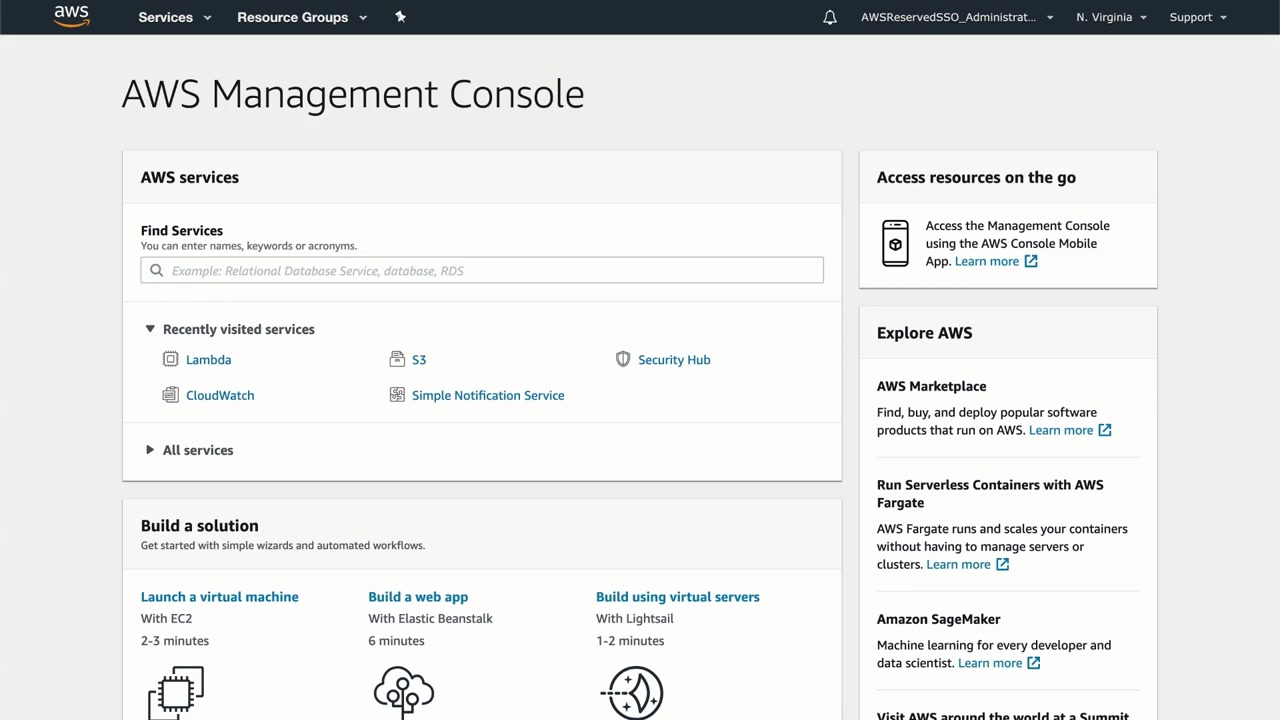 aws
Services
Resource Groups
AWSReservedSSO_Administrat...
N. Virginia
Support
AWS Management Console
AWS services
Find Services
You can enter names, keywords or acronyms.
Example: Relational Database Service, database, RDS
Recently visited services
Lambda
S3
Security Hub
CloudWatch
Simple Notification Service
All services
Build a solution
Get started with simple wizards and automated workflows.
Launch a virtual machine
With EC2
2-3 minutes
Build a web app
With Elastic Beanstalk
6 minutes
Build using virtual servers
With Lightsail
1-2 minutes
Access resources on the go
Access the Management Console
using the AWS Console Mobile
App. Learn more
Explore AWS
AWS Marketplace
Find, buy, and deploy popular software
products that run on AWS. Learn more
Run Serverless Containers with AWS
Fargate
AWS Fargate runs and scales your containers
without having to manage servers or
clusters. Learn more
Amazon SageMaker
Machine learning for every developer and
data scientist. Learn more
Visit AWS around the world at a Summit